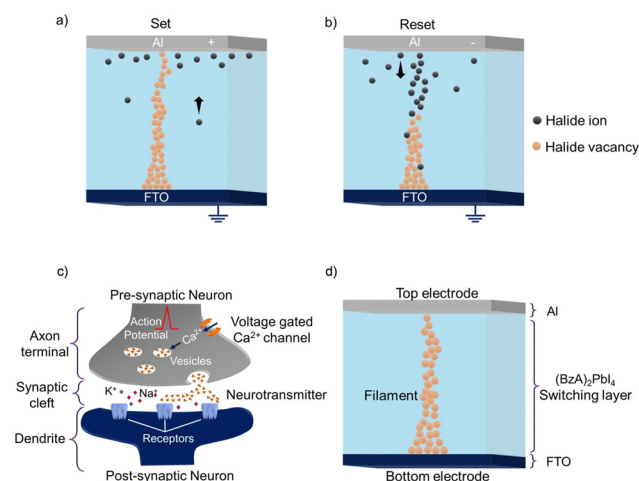 a)
Set
Al
+
FTO
b)
Reset
Al
-
FTO
Halide ion
Halide vacancy
c)
Pre-synaptic Neuron
Action
Potential
Ca²⁺
Voltage gated
Ca²⁺ channel
Vesicles
Axon
terminal
Synaptic
cleft
K⁺
Na⁺
Neurotransmitter
Dendrite
Receptors
Post-synaptic Neuron
d)
Top electrode
Al
Filament
(BzA)₂PbI₄
Switching layer
FTO
Bottom electrode